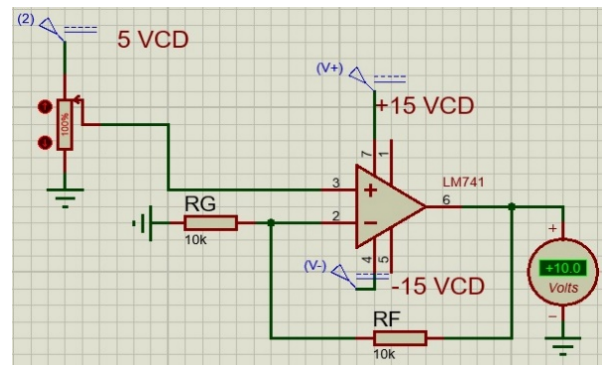 (2)
5 VCD
100%
(V+)
+15 VCD
7
1
LM741
3
+
6
2
−
4
5
RG
10k
(V-)
-15 VCD
+
+10.0
Volts
−
RF
10k